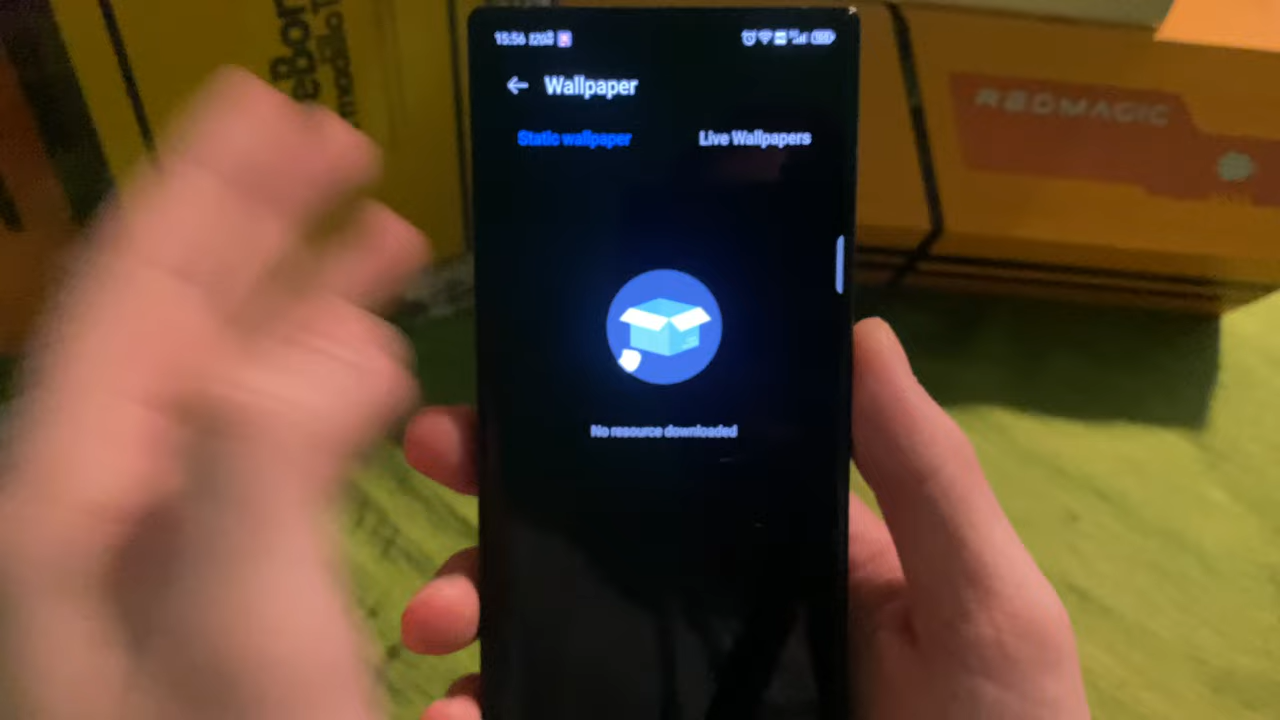 15:56
Wallpaper
Static wallpaper
Live Wallpapers
No resource downloaded
REDMAGIC